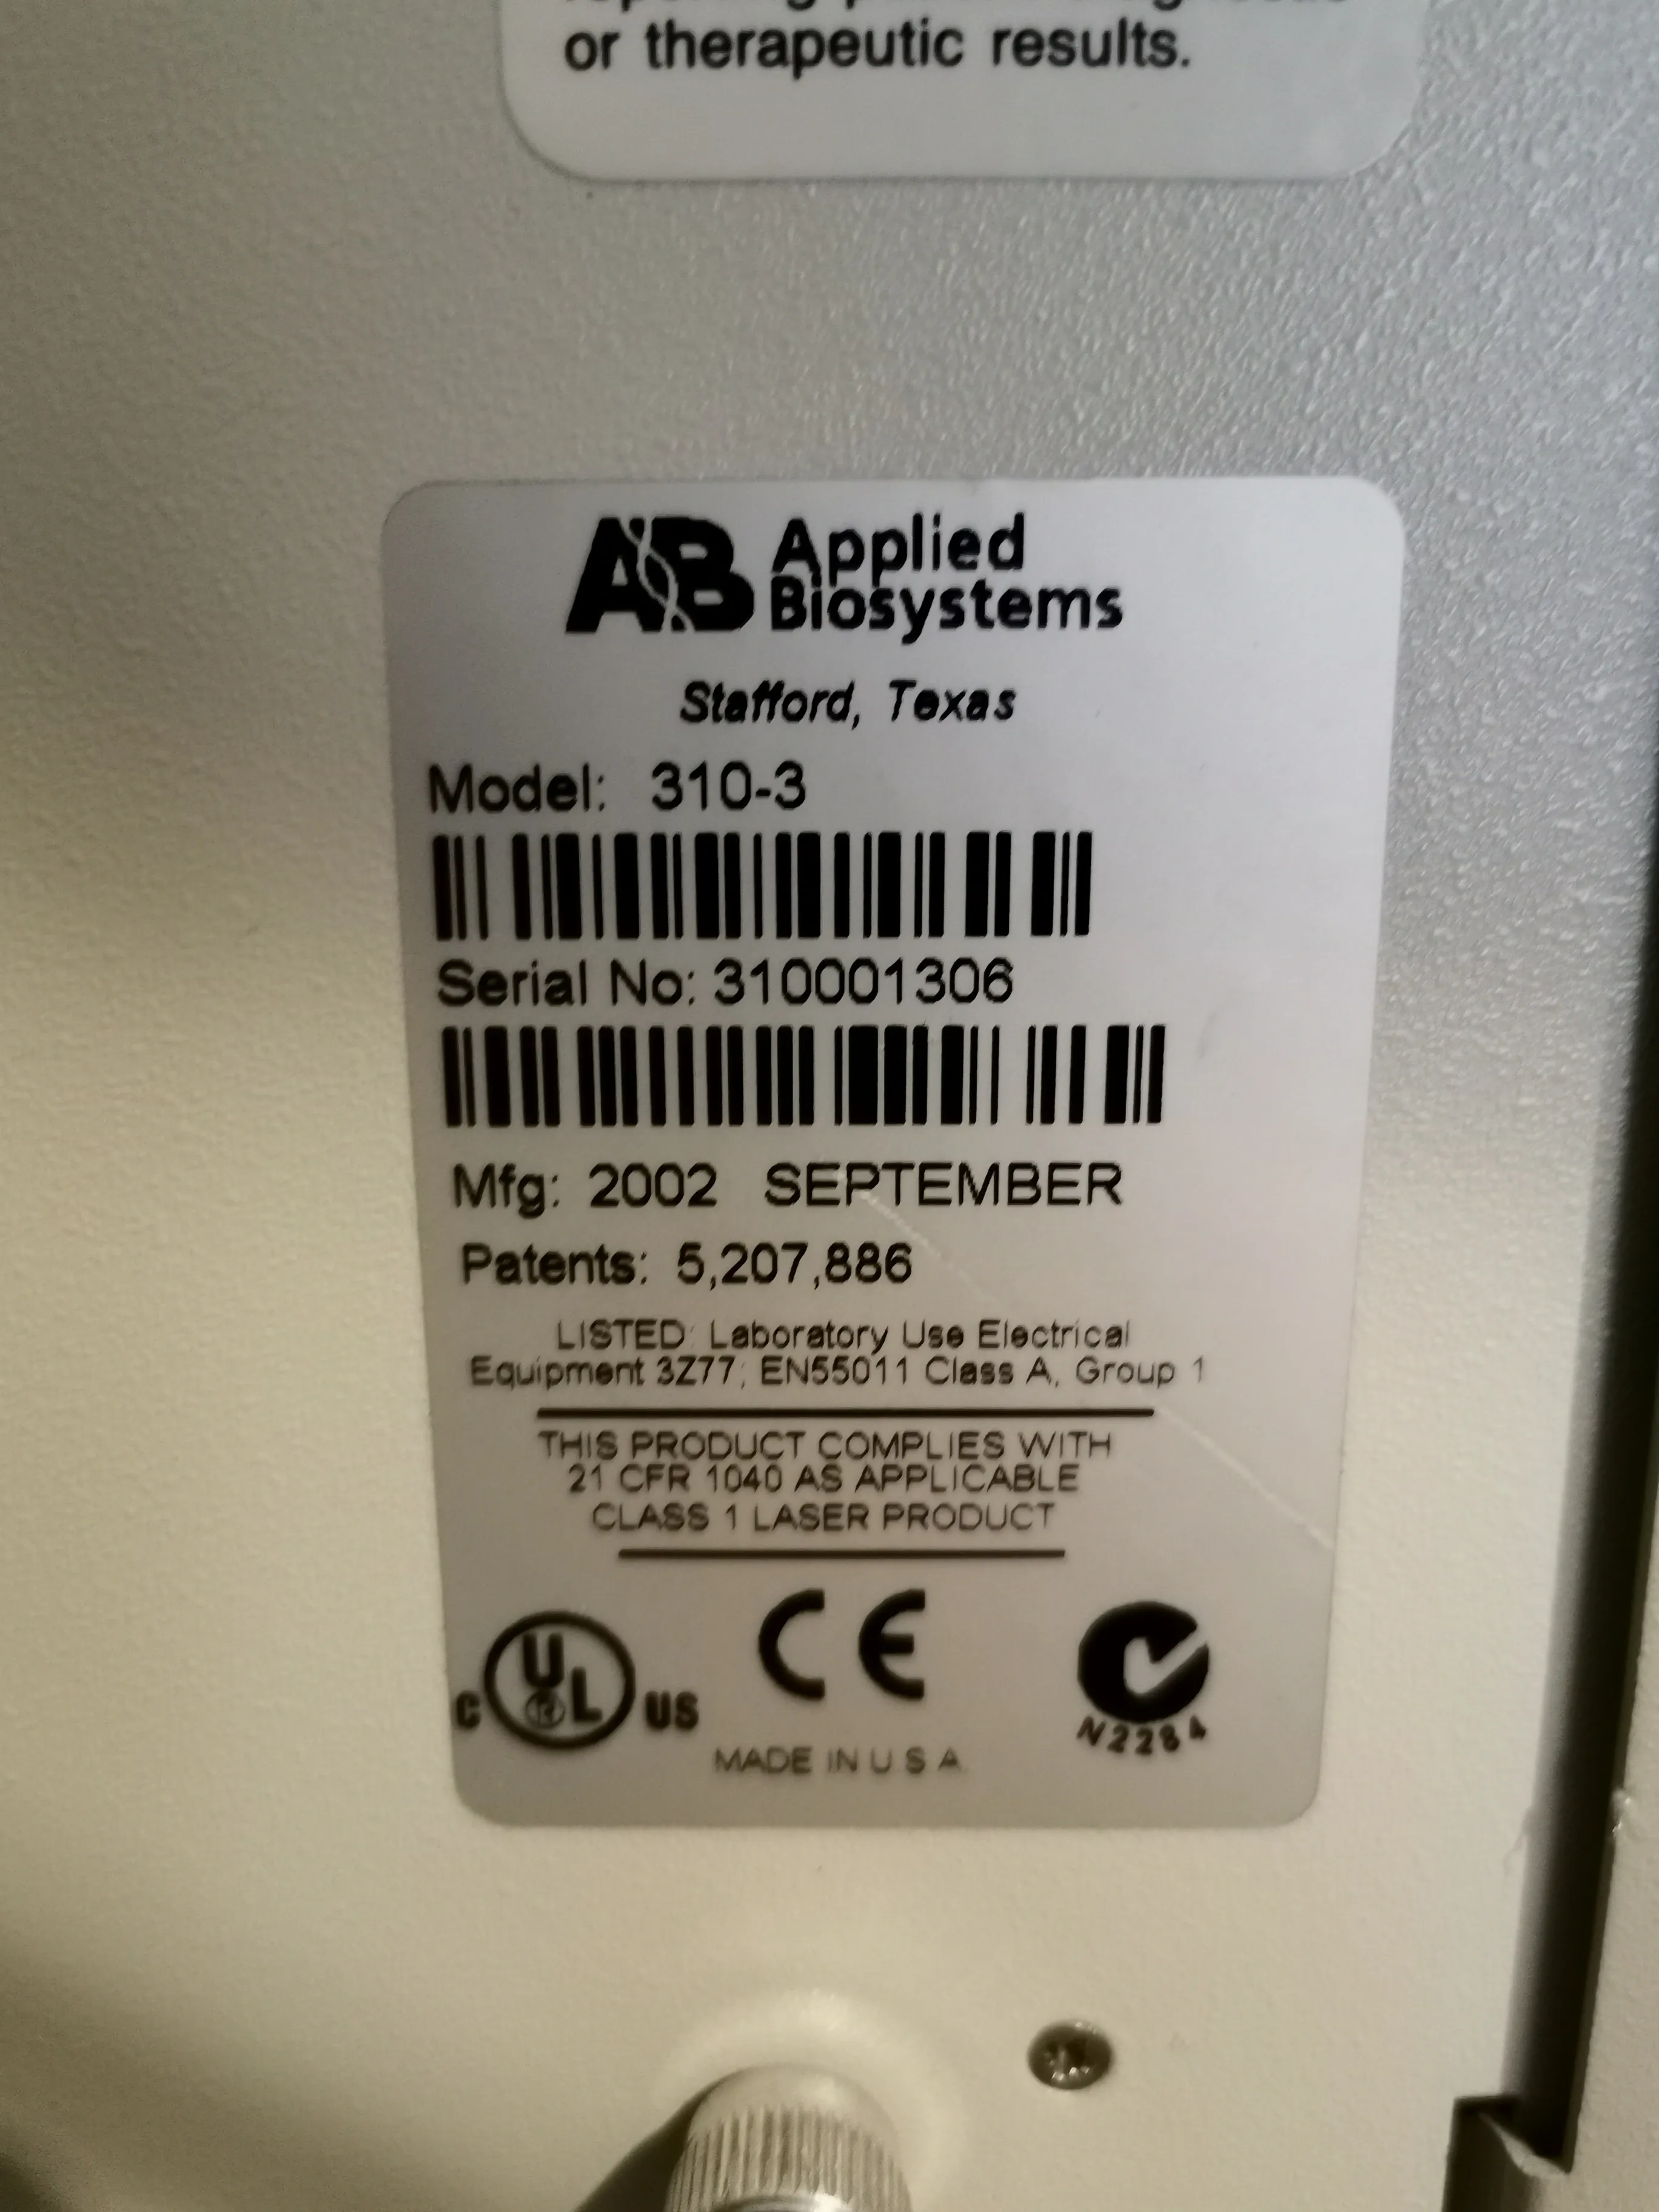 or therapeutic results.
AB Applied
Biosystems
Stafford, Texas
Model: 310-3
Serial No: 310001306
Mfg: 2002 SEPTEMBER
Patents: 5,207,886
LISTED: Laboratory Use Electrical
Equipment 3Z77; EN55011 Class A, Group 1
THIS PRODUCT COMPLIES WITH
21 CFR 1040 AS APPLICABLE
CLASS 1 LASER PRODUCT
C UL® US
CE
N2284
MADE IN U S A